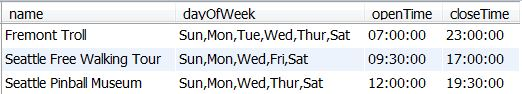 name dayOfWeek openTime closeTime
Fremont Troll Sun,Mon,Tue,Wed,Thur,Sat 07:00:00 23:00:00
Seattle Free Walking Tour Sun,Mon,Wed,Fri,Sat 09:30:00 17:00:00
Seattle Pinball Museum Sun,Mon,Wed,Thur,Sat 12:00:00 19:30:00